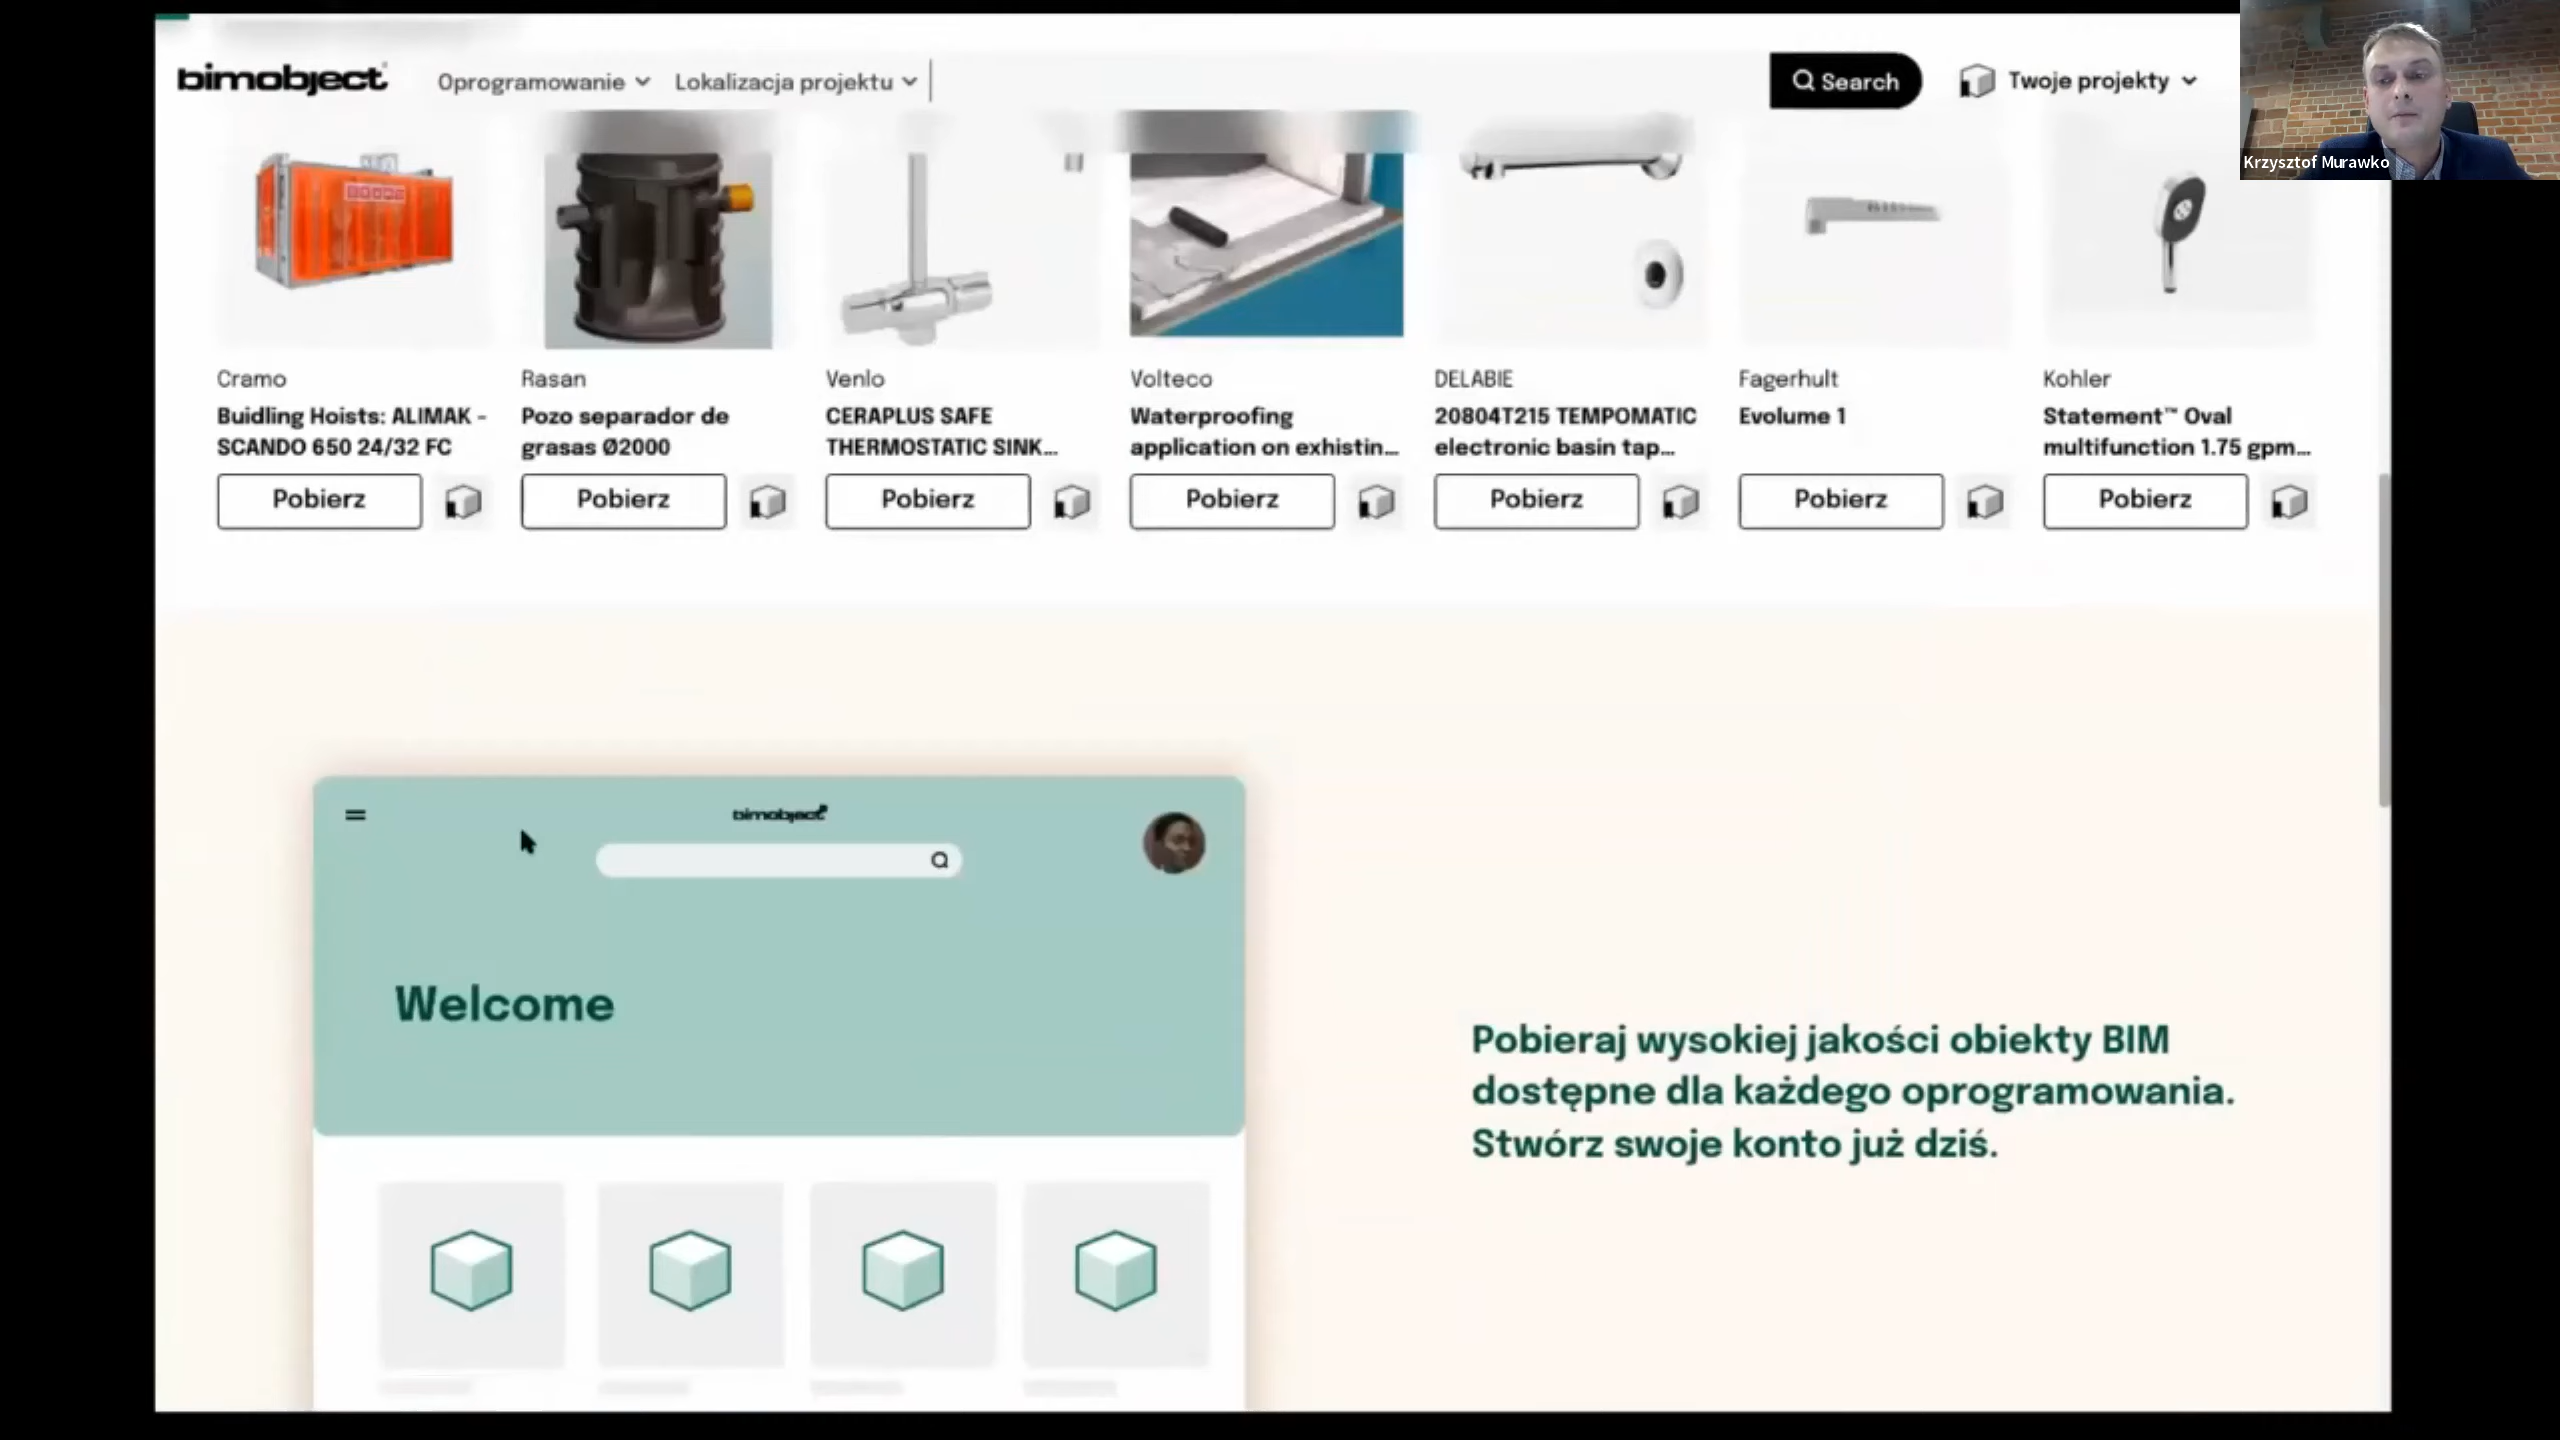 bimobject
Oprogramowanie
Lokalizacja projektu
Search
Twoje projekty
Krzysztof Murawko
Cramo
Buidling Hoists: ALIMAK -
SCANDO 650 24/32 FC
Pobierz
Rasan
Pozo separador de
grasas Ø2000
Pobierz
Venlo
CERAPLUS SAFE
THERMOSTATIC SINK...
Pobierz
Volteco
Waterproofing
application on exhistin...
Pobierz
DELABIE
20804T215 TEMPOMATIC
electronic basin tap...
Pobierz
Fagerhult
Evolume 1
Pobierz
Kohler
Statement™ Oval
multifunction 1.75 gpm...
Pobierz
bimobject
Welcome
Pobieraj wysokiej jakości obiekty BIM
dostępne dla każdego oprogramowania.
Stwórz swoje konto już dziś.